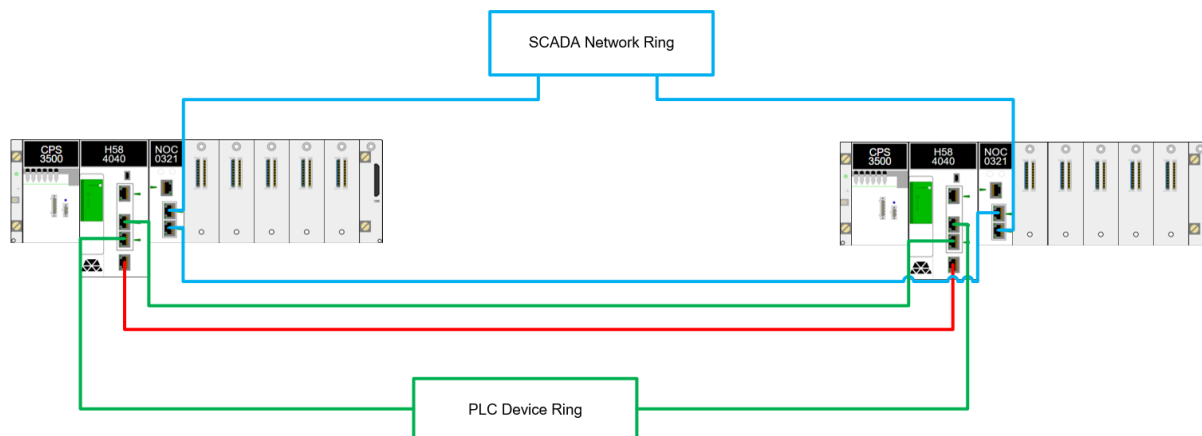 SCADA Network Ring
CPS
3500
H58
4040
NOC
0321
CPS
3500
H58
4040
NOC
0321
PLC Device Ring